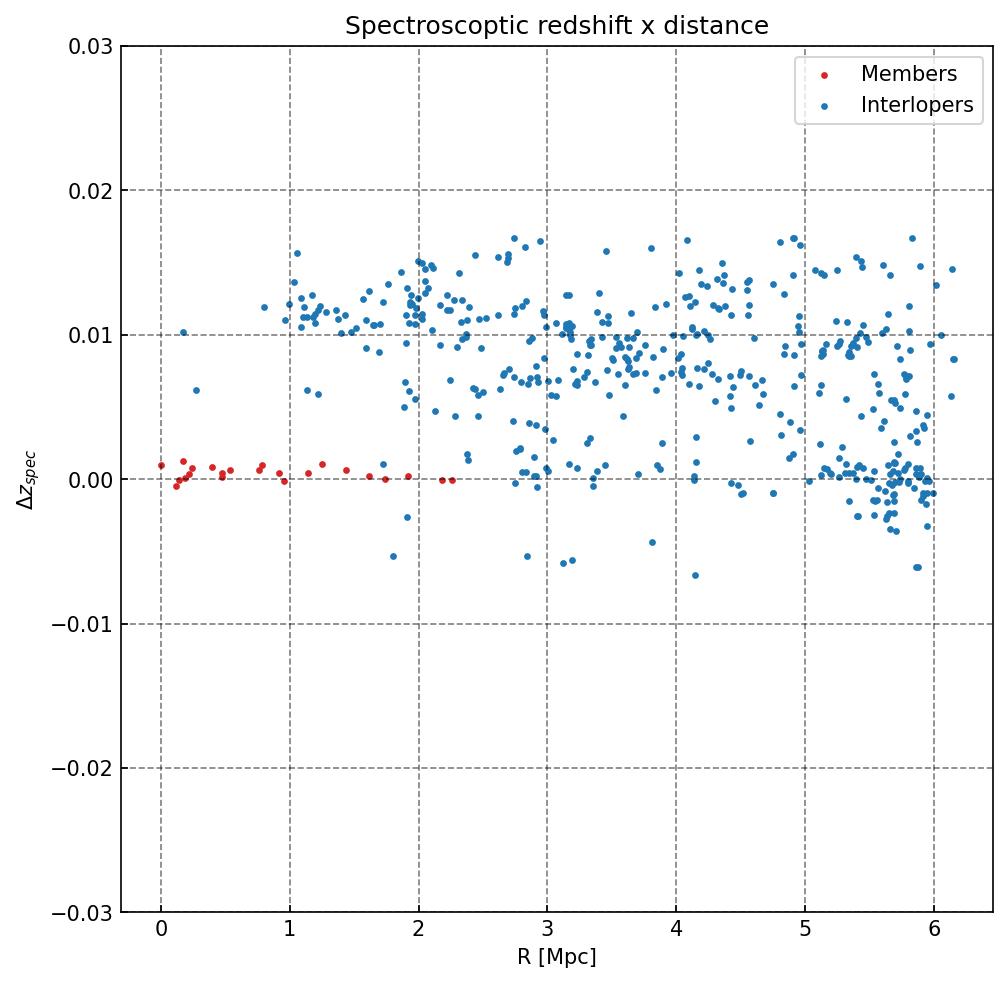 Spectroscoptic redshift x distance
Members
Interlopers
0.03
0.02
0.01
0.00
−0.01
−0.02
−0.03
Δz_spec
0 1 2 3 4 5 6
R [Mpc]